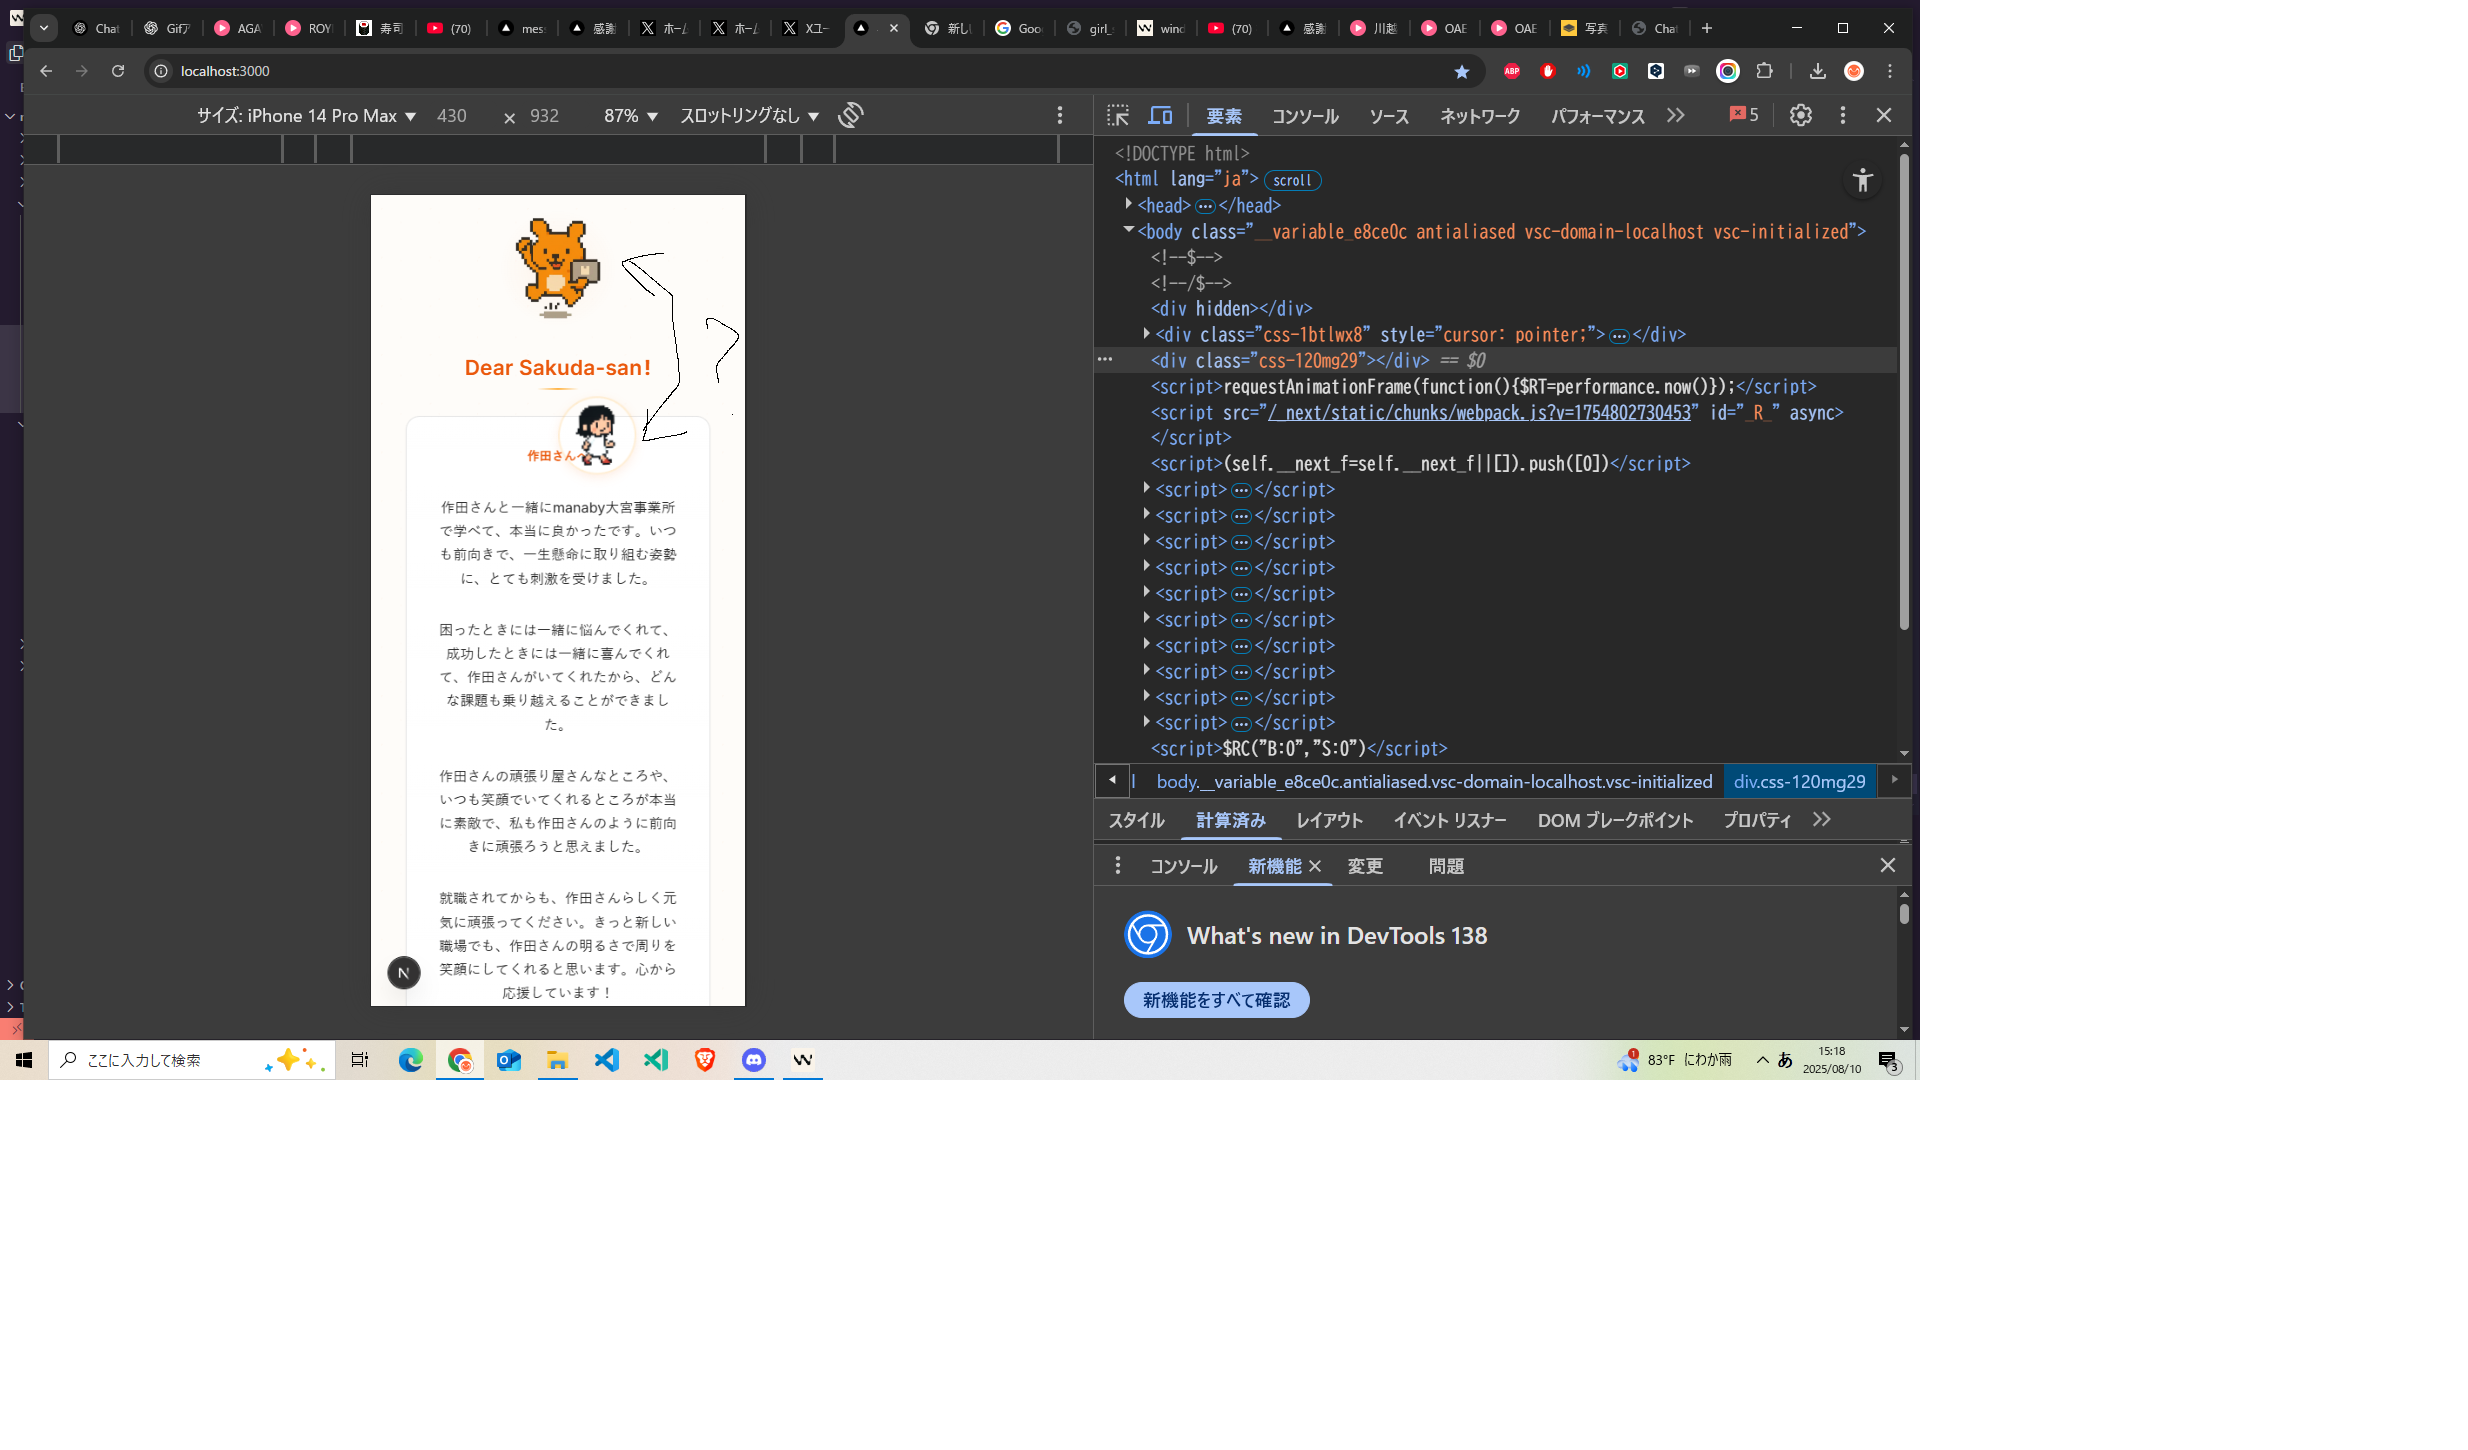 Chat
Gifア
AGA
ROY
寿司
(70)
mes
感謝
ホーム
ホーム
Xユー
新しい
Goo
girl_
wind
(70)
感謝
川越
OAE
OAE
写真
Chat
localhost:3000
ABP
サイズ: iPhone 14 Pro Max ▼ 430 × 932 87% ▼ スロットリングなし ▼
要素 コンソール ソース ネットワーク パフォーマンス 5
Dear Sakuda-san!
作田さんへ
作田さんと一緒にmanaby大宮事業所
で学べて、本当に良かったです。いつ
も前向きで、一生懸命に取り組む姿勢
に、とても刺激を受けました。
困ったときには一緒に悩んでくれて、
成功したときには一緒に喜んでくれ
て、作田さんがいてくれたから、どん
な課題も乗り越えることができまし
た。
作田さんの頑張り屋さんなところや、
いつも笑顔でいてくれるところが本当
に素敵で、私も作田さんのように前向
きに頑張ろうと思えました。
就職されてからも、作田さんらしく元
気に頑張ってください。きっと新しい
職場でも、作田さんの明るさで周りを
笑顔にしてくれると思います。心から
応援しています！
N
?
<!DOCTYPE html>
<html lang="ja"> scroll
<head>…</head>
<body class="__variable_e8ce0c antialiased vsc-domain-localhost vsc-initialized">
<!--$-->
<!--/$-->
<div hidden></div>
<div class="css-1btlwx8" style="cursor: pointer;">…</div>
<div class="css-120mg29"></div> == $0
<script>requestAnimationFrame(function(){$RT=performance.now()});</script>
<script src="/_next/static/chunks/webpack.js?v=1754802730453" id="_R_" async>
</script>
<script>(self.__next_f=self.__next_f||[]).push([0])</script>
<script>…</script>
<script>…</script>
<script>…</script>
<script>…</script>
<script>…</script>
<script>…</script>
<script>…</script>
<script>…</script>
<script>…</script>
<script>…</script>
<script>$RC("B:0","S:0")</script>
body.__variable_e8ce0c.antialiased.vsc-domain-localhost.vsc-initialized div.css-120mg29
スタイル 計算済み レイアウト イベント リスナー DOM ブレークポイント プロパティ
コンソール 新機能 変更 問題
What's new in DevTools 138
新機能をすべて確認
ここに入力して検索
83°F にわか雨
あ
15:18
2025/08/10
3